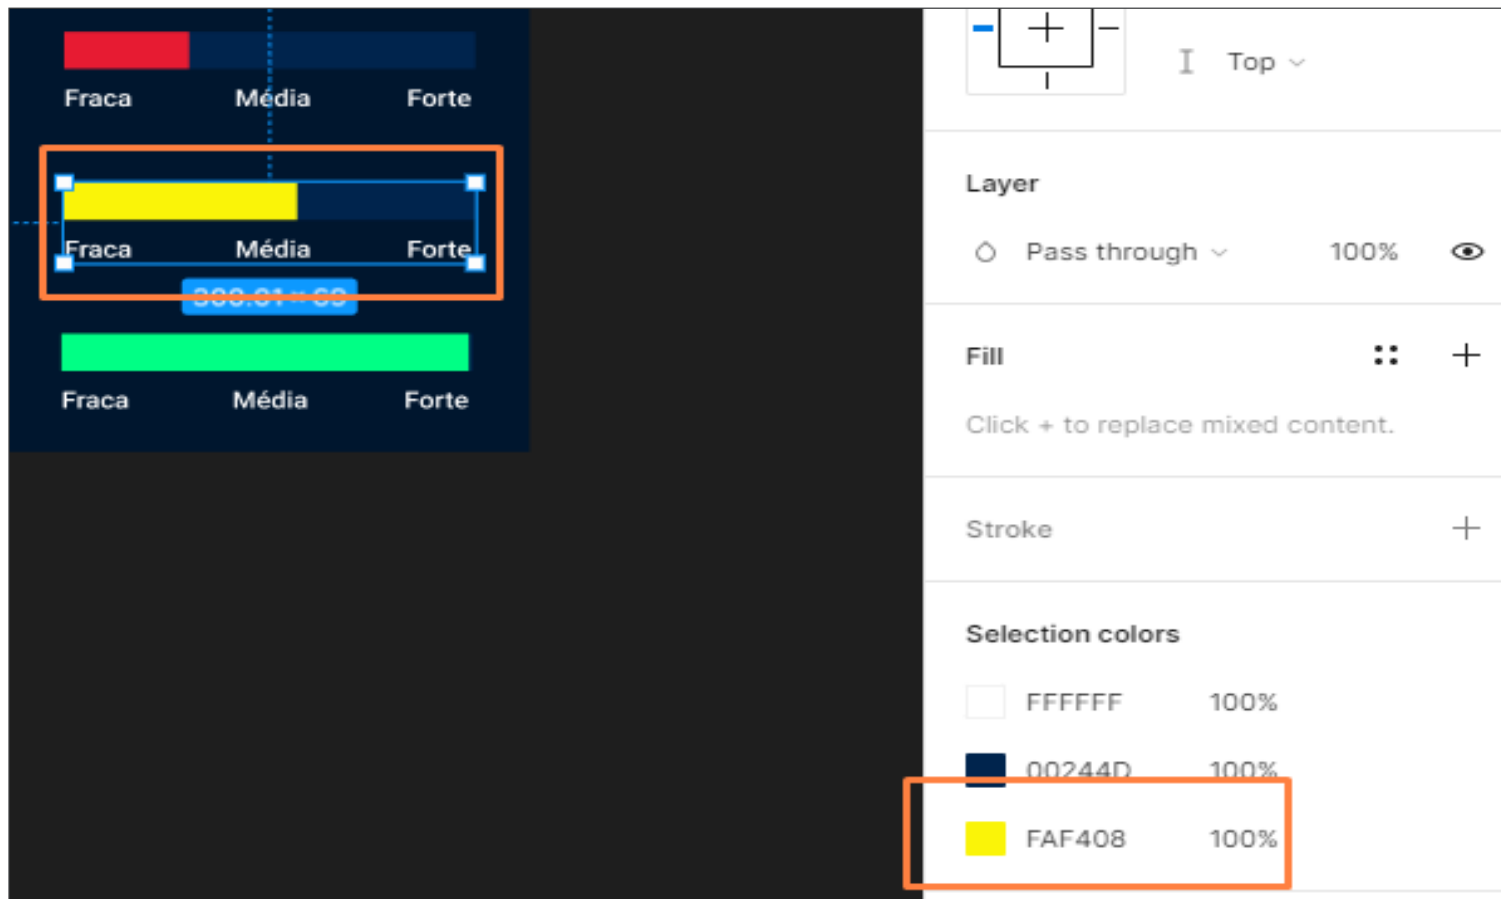 Fraca Média Forte
Fraca Média Forte
Fraca Média Forte
Top
Layer
Pass through 100%
Fill
Click + to replace mixed content.
Stroke
Selection colors
FFFFFF 100%
00244D 100%
FAF408 100%